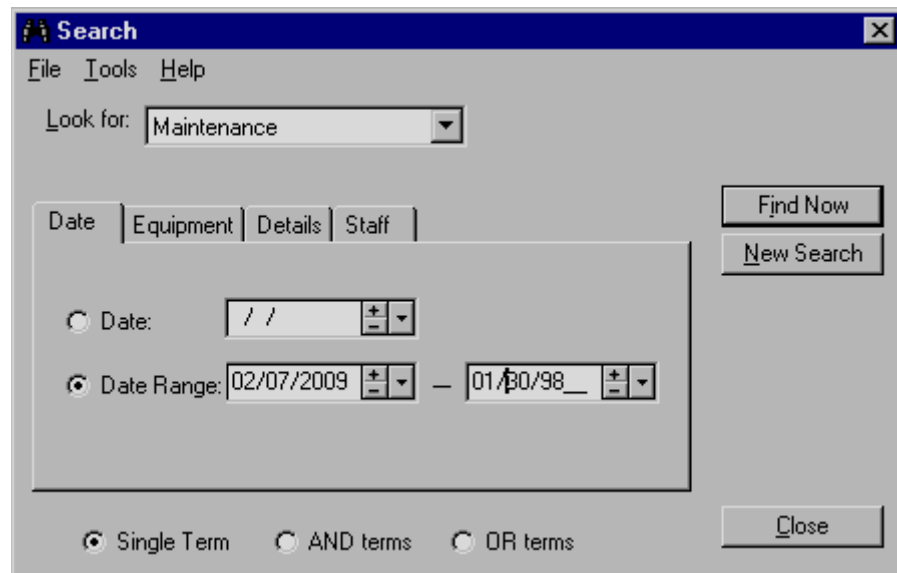 Search
File Tools Help
Look for: Maintenance
Find Now
Date Equipment Details Staff
New Search
Date: / /
Date Range: 02/07/2009 — 01/30/98__
Close
Single Term AND terms OR terms